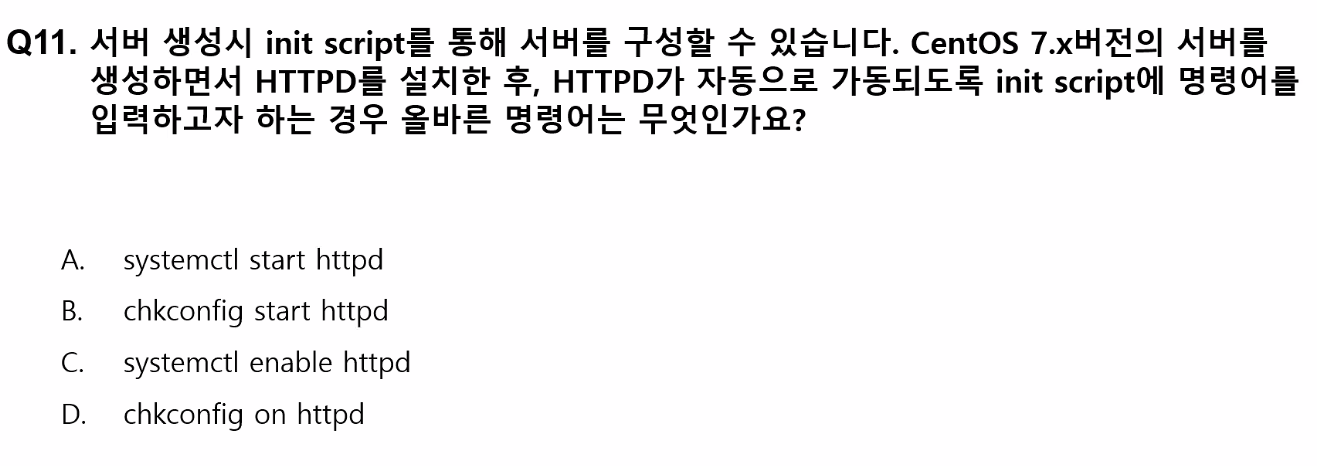 Q11. 서버 생성시 init script를 통해 서버를 구성할 수 있습니다. CentOS 7.x버전의 서버를
생성하면서 HTTPD를 설치한 후, HTTPD가 자동으로 가동되도록 init script에 명령어를
입력하고자 하는 경우 올바른 명령어는 무엇인가요?
A. systemctl start httpd
B. chkconfig start httpd
C. systemctl enable httpd
D. chkconfig on httpd